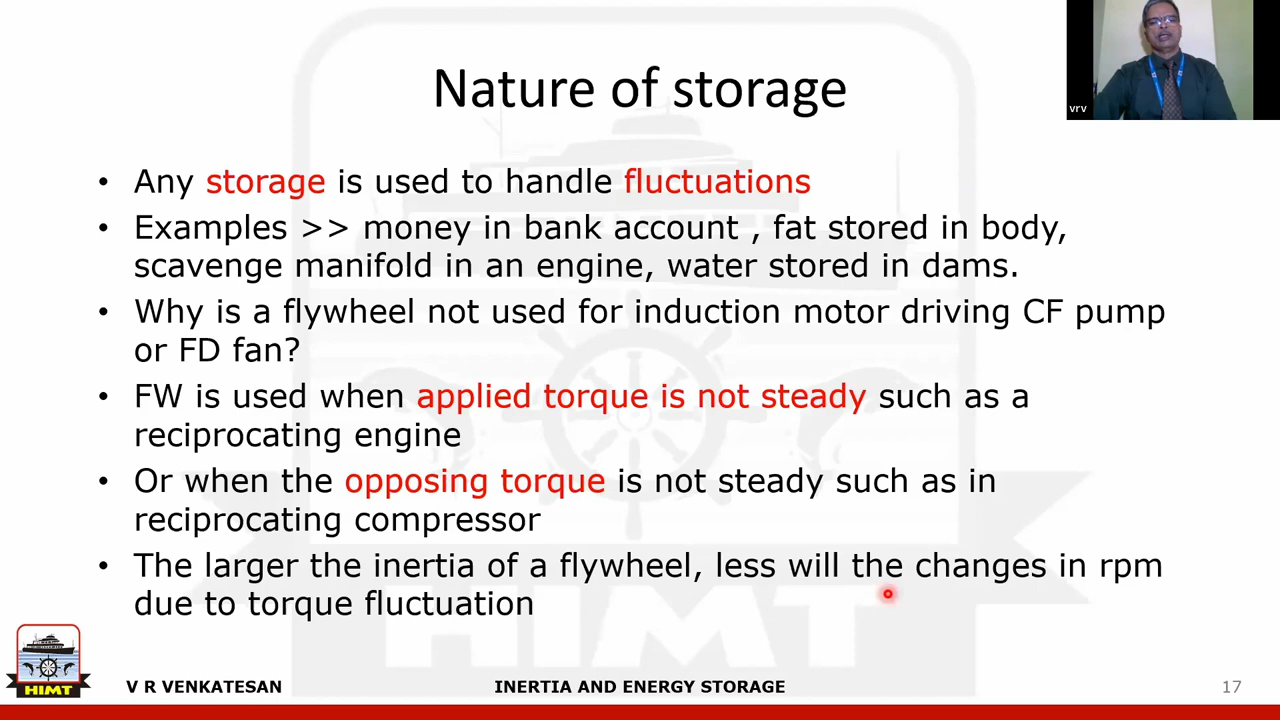 Nature of storage
vrv
• Any storage is used to handle fluctuations
• Examples >> money in bank account , fat stored in body,
scavenge manifold in an engine, water stored in dams.
• Why is a flywheel not used for induction motor driving CF pump
or FD fan?
• FW is used when applied torque is not steady such as a
reciprocating engine
• Or when the opposing torque is not steady such as in
reciprocating compressor
• The larger the inertia of a flywheel, less will the changes in rpm
due to torque fluctuation
HIMT
HIMT
V R VENKATESAN
INERTIA AND ENERGY STORAGE
17